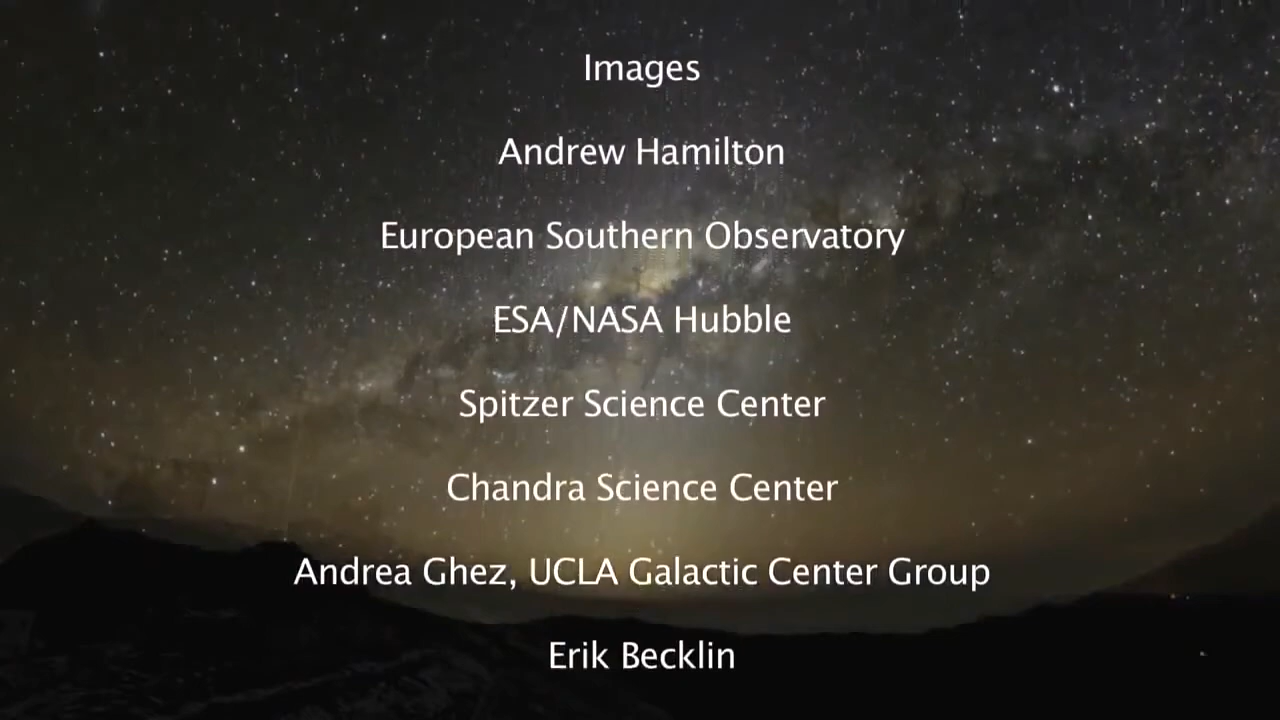 Images
Andrew Hamilton
European Southern Observatory
ESA/NASA Hubble
Spitzer Science Center
Chandra Science Center
Andrea Ghez, UCLA Galactic Center Group
Erik Becklin